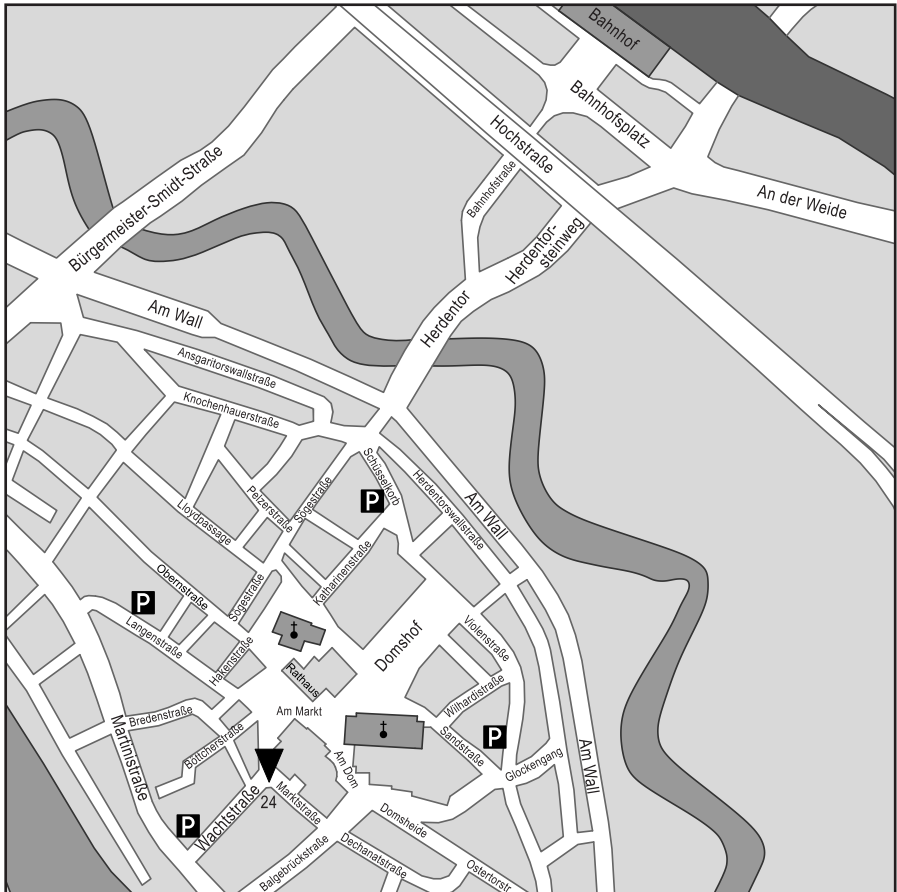 Bahnhof
Bahnhofsplatz
Hochstraße
Bahnhofstraße
An der Weide
Bürgermeister-Smidt-Straße
Herdentor-
steinweg
Herdentor
Am Wall
Ansgaritorswallstraße
Knochenhauerstraße
Schüsselkorb
Herdentorswallstraße
Am Wall
Sögestraße
Pelzerstraße
P
Lloydpassage
Katharinenstraße
Obernstraße
Sögestraße
P
Langenstraße
Hakenstraße
Domshof
Violenstraße
Rathaus
Wilhardistraße
Am Markt
Bredenstraße
Martinistraße
Böttcherstraße
Sandstraße
P
Am Dom
Glockengang
Am Wall
24
Marktstraße
Wachtstraße
P
Domsheide
Dechanatstraße
Balgebrückstraße
Ostertorstr.